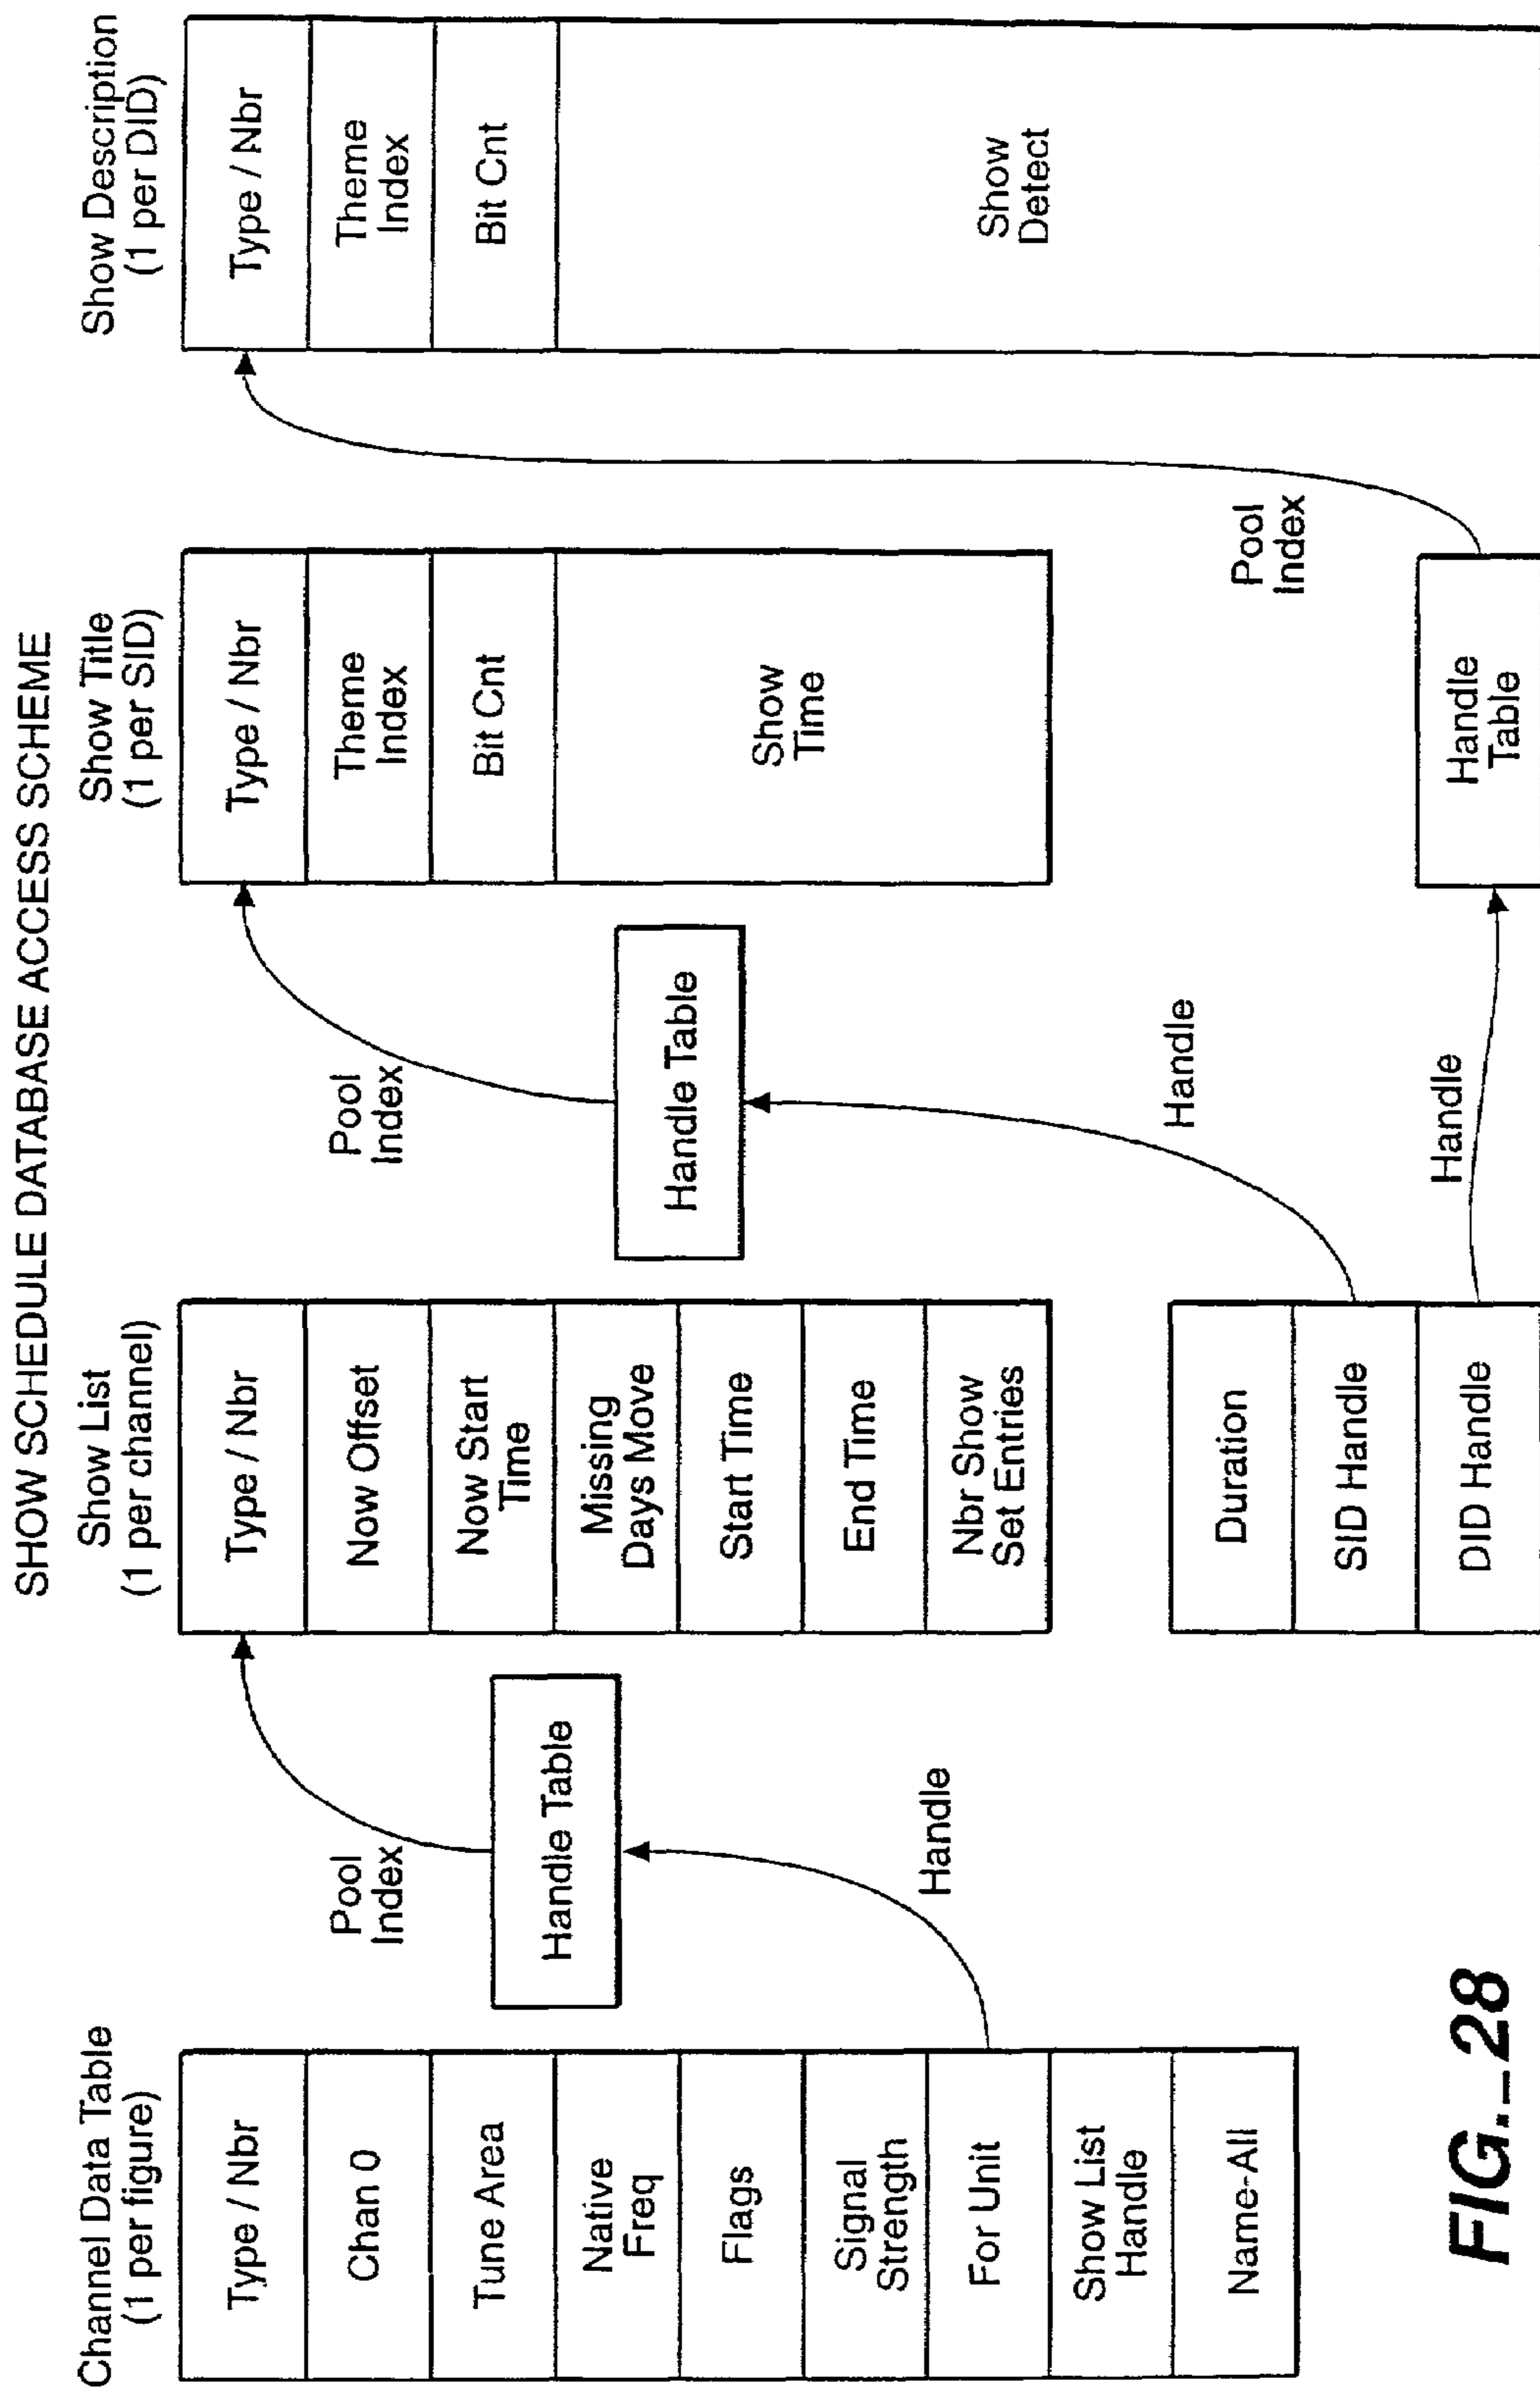 SHOW SCHEDULE DATABASE ACCESS SCHEME
Channel Data Table
(1 per figure)
Type / Nbr
Chan 0
Tune Area
Native
Freq
Flags
Signal
Strength
For Unit
Show List
Handle
Name-All
Handle
Handle Table
Pool
Index
Show List
(1 per channel)
Type / Nbr
Now Offset
Now Start
Time
Missing
Days Move
Start Time
End Time
Nbr Show
Set Entries
Duration
SID Handle
DID Handle
Handle
Handle Table
Pool
Index
Show Title
(1 per SID)
Type / Nbr
Theme
Index
Bit Cnt
Show
Time
Handle
Handle
Table
Pool
Index
Show Description
(1 per DID)
Type / Nbr
Theme
Index
Bit Cnt
Show
Detect
FIG._28